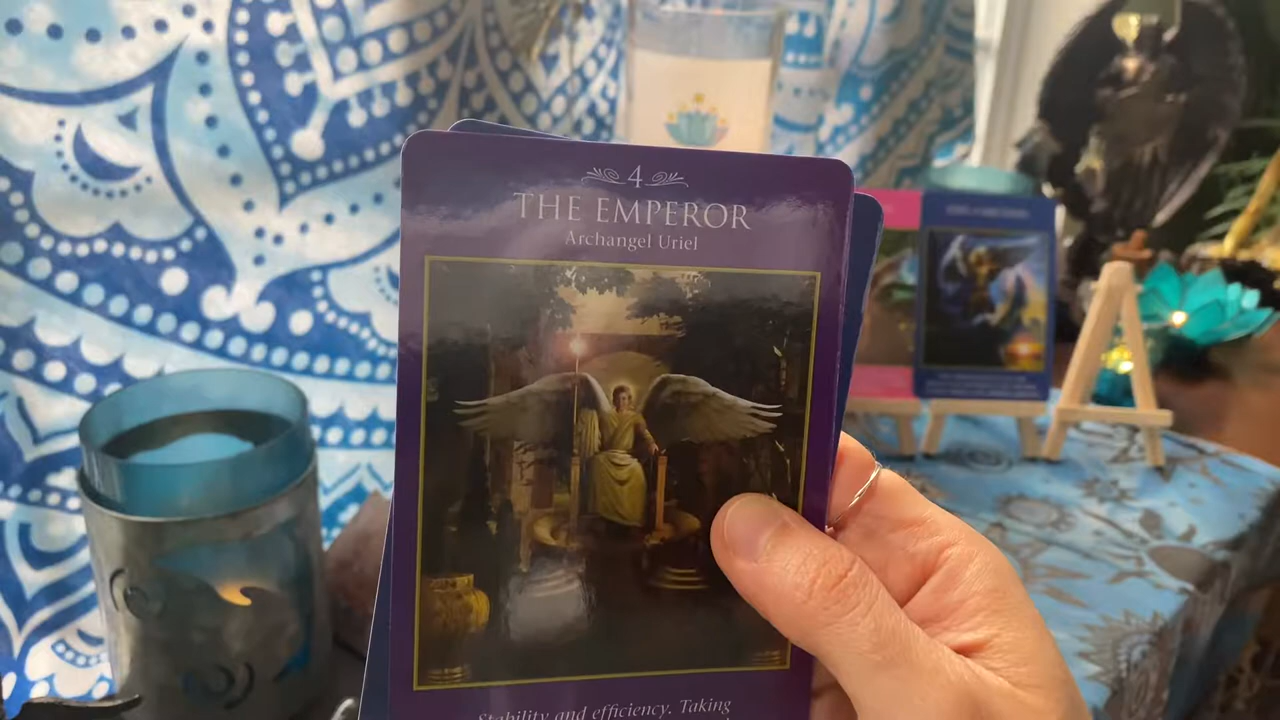 4
THE EMPEROR
Archangel Uriel
Stability and efficiency. Taking